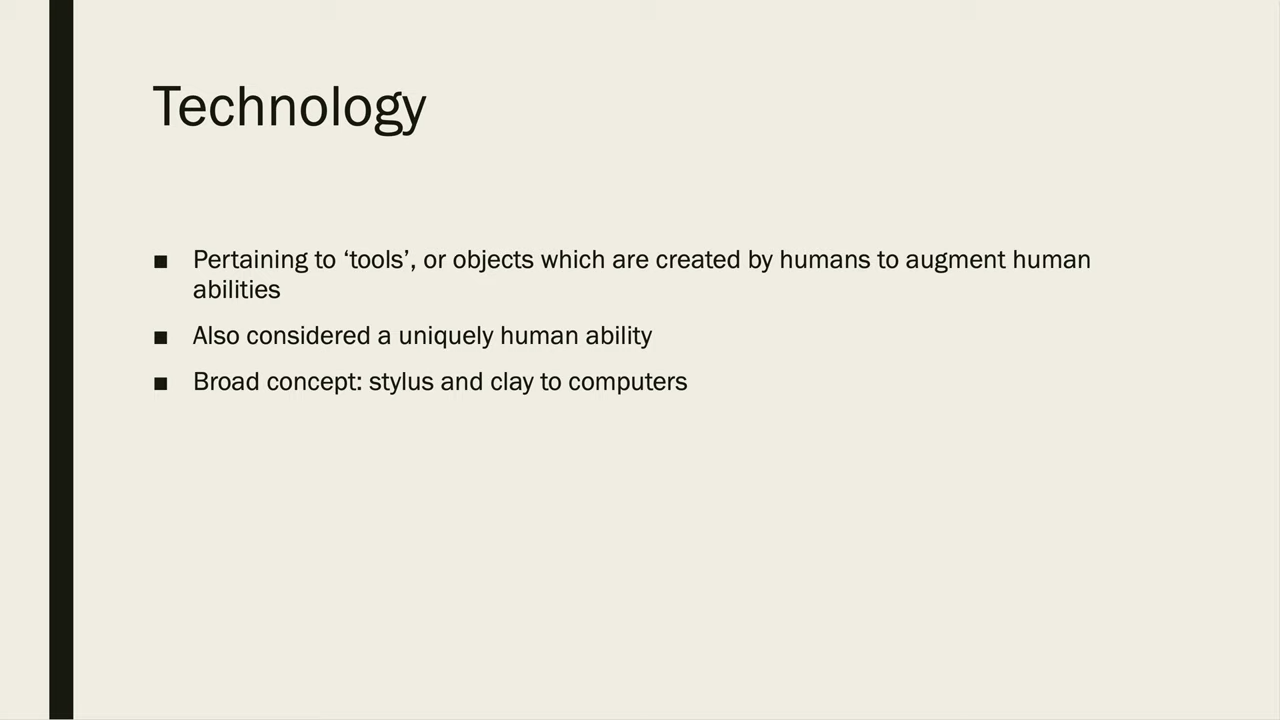 Technology
■ Pertaining to ‘tools’, or objects which are created by humans to augment human
abilities
■ Also considered a uniquely human ability
■ Broad concept: stylus and clay to computers